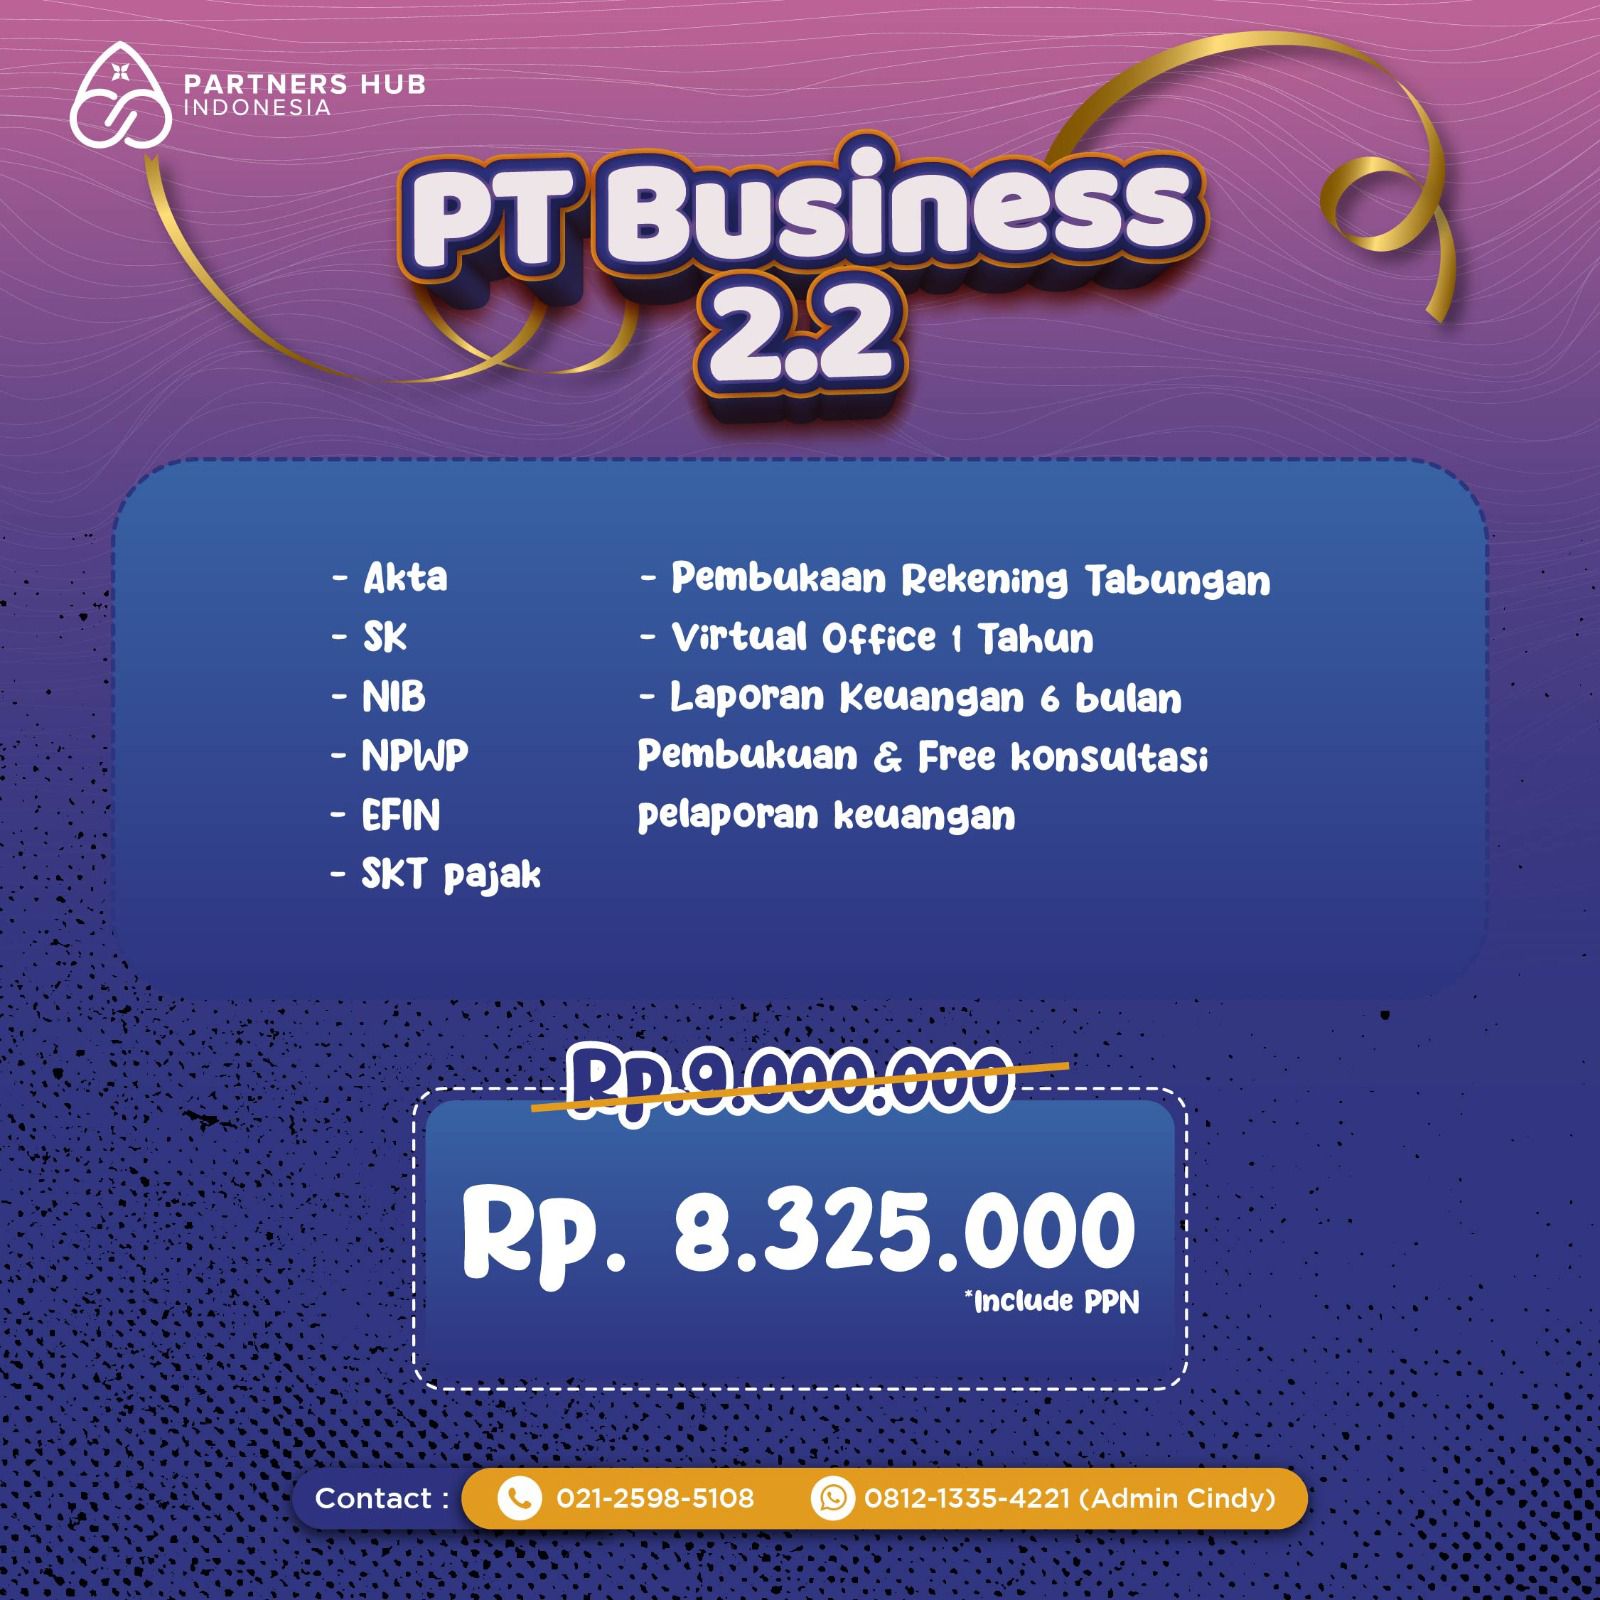 PARTNERS HUB
INDONESIA
PT Business
2.2
- Akta
- SK
- NIB
- NPWP
- EFIN
- SKT pajak
- Pembukaan Rekening Tabungan
- Virtual Office 1 Tahun
- Laporan Keuangan 6 bulan
Pembukuan & Free konsultasi
pelaporan keuangan
Rp.9.000.000
Rp. 8.325.000
*Include PPN
Contact : 021-2598-5108 0812-1335-4221 (Admin Cindy)